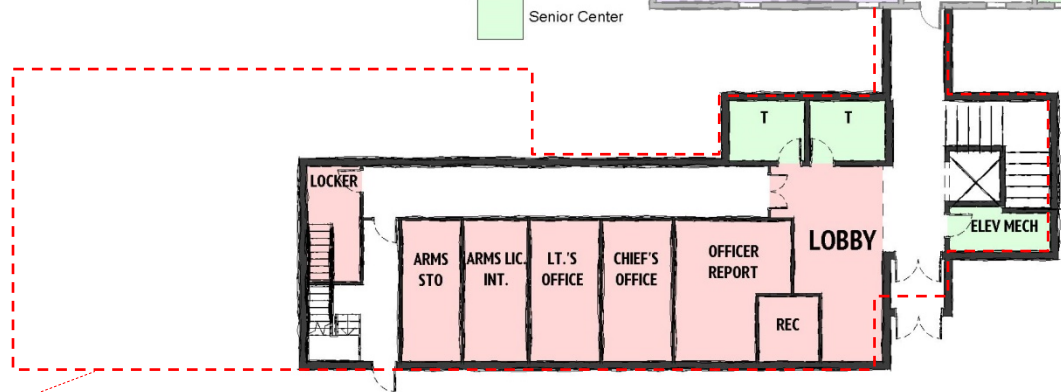 Senior Center
T
T
LOCKER
ELEV MECH
LOBBY
ARMS
STO
ARMS LIC.
INT.
LT.'S
OFFICE
CHIEF'S
OFFICE
OFFICER
REPORT
REC